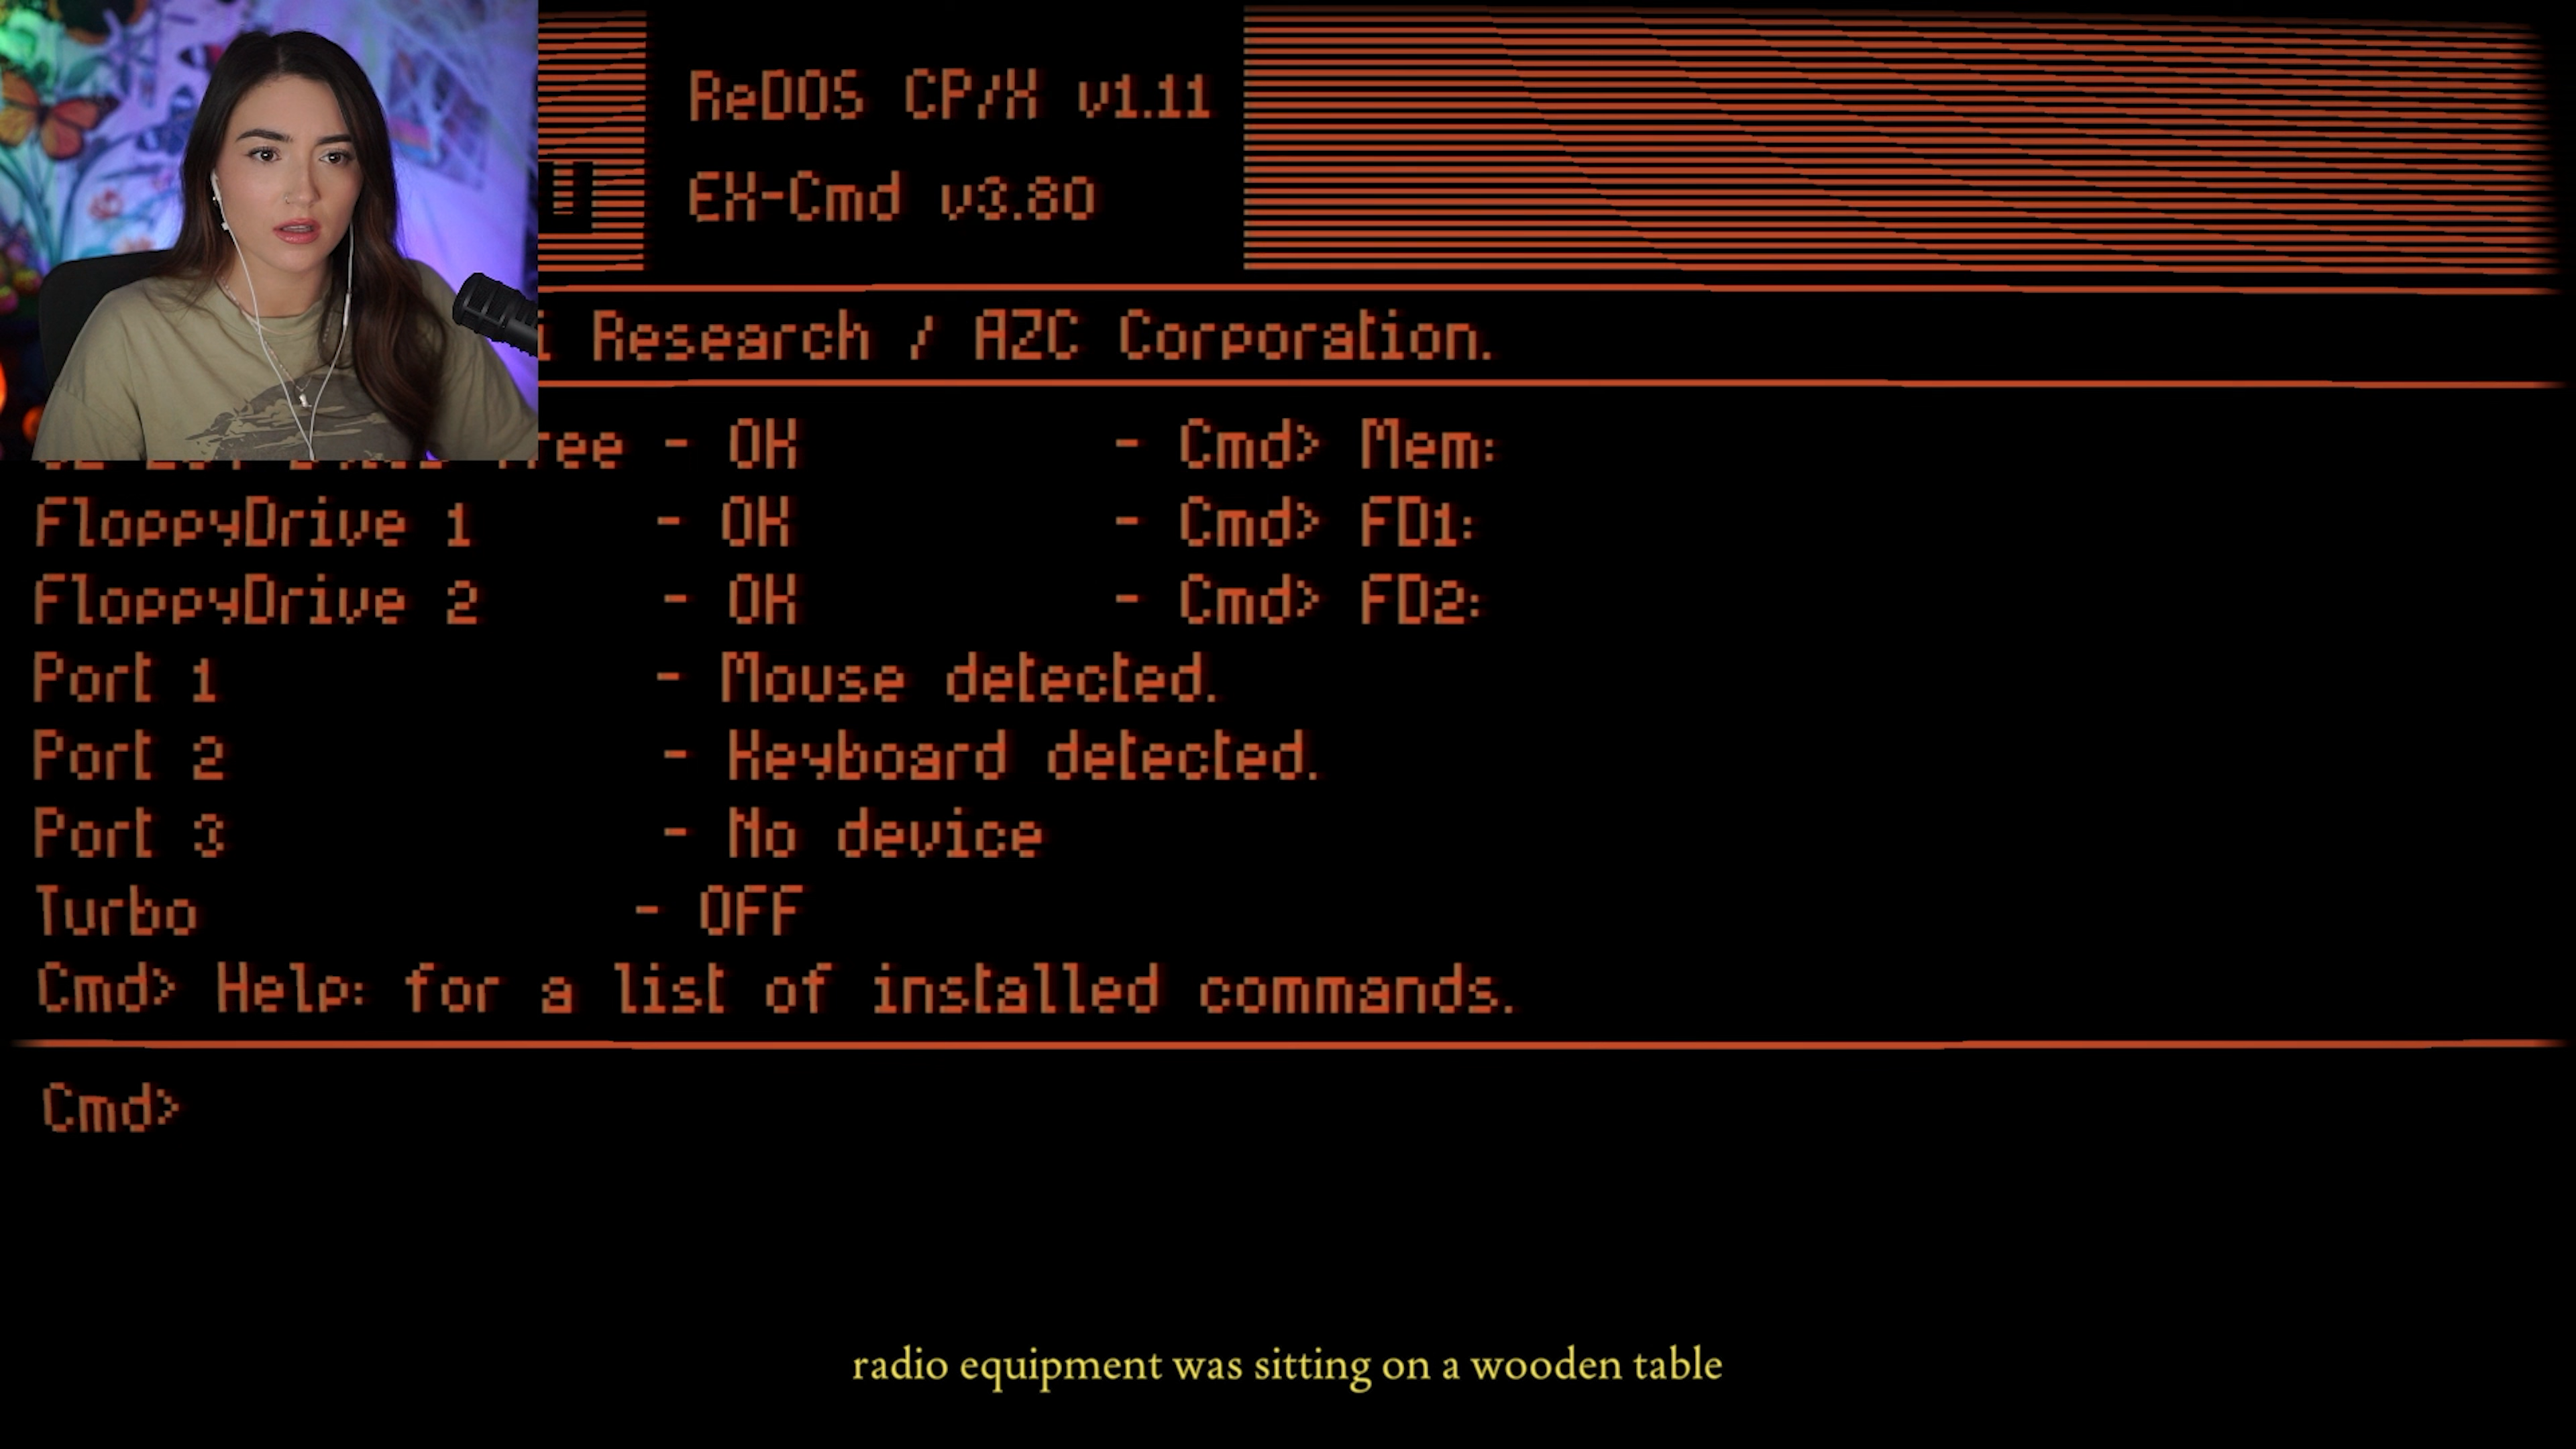 ReDOS CP/X v1.11
EX-Cmd v3.80
Research / AZC Corporation.
- OK - Cmd> Mem:
FloppyDrive 1 - OK - Cmd> FD1:
FloppyDrive 2 - OK - Cmd> FD2:
Port 1 - Mouse detected.
Port 2 - Keyboard detected.
Port 3 - No device
Turbo - OFF
Cmd> Help: for a list of installed commands.
Cmd>
radio equipment was sitting on a wooden table